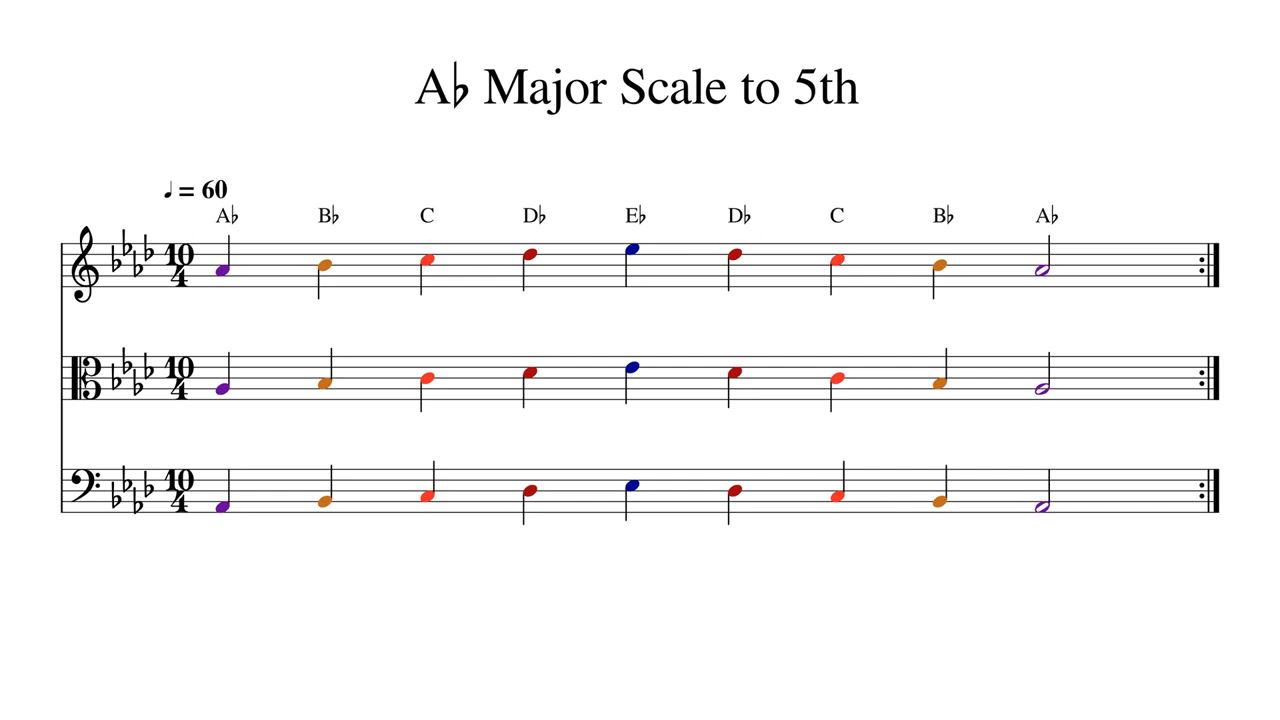 A♭ Major Scale to 5th
♩ = 60
A♭ B♭ C D♭ E♭ D♭ C B♭ A♭
10
4
10
4
10
4